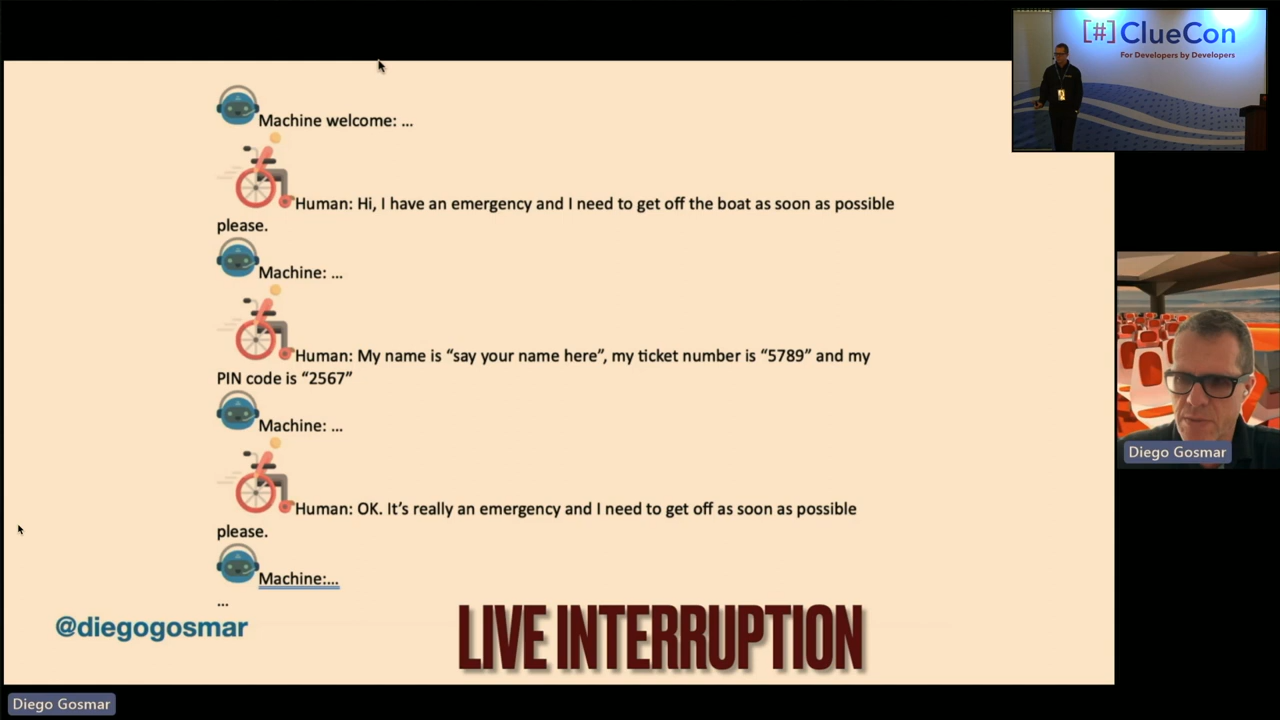 [#] ClueCon
For Developers by Developers
Machine welcome: ...
Human: Hi, I have an emergency and I need to get off the boat as soon as possible
please.
Machine: ...
Human: My name is “say your name here”, my ticket number is “5789” and my
PIN code is “2567”
Machine: ...
Human: OK. It’s really an emergency and I need to get off as soon as possible
please.
Machine:...
...
@diegogosmar
LIVE INTERRUPTION
Diego Gosmar
Diego Gosmar